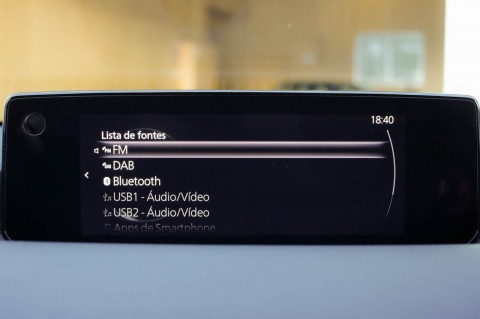 18:40
Lista de fontes
FM
DAB
Bluetooth
USB1 - Áudio/Vídeo
USB2 - Áudio/Vídeo
Apps de Smartphone